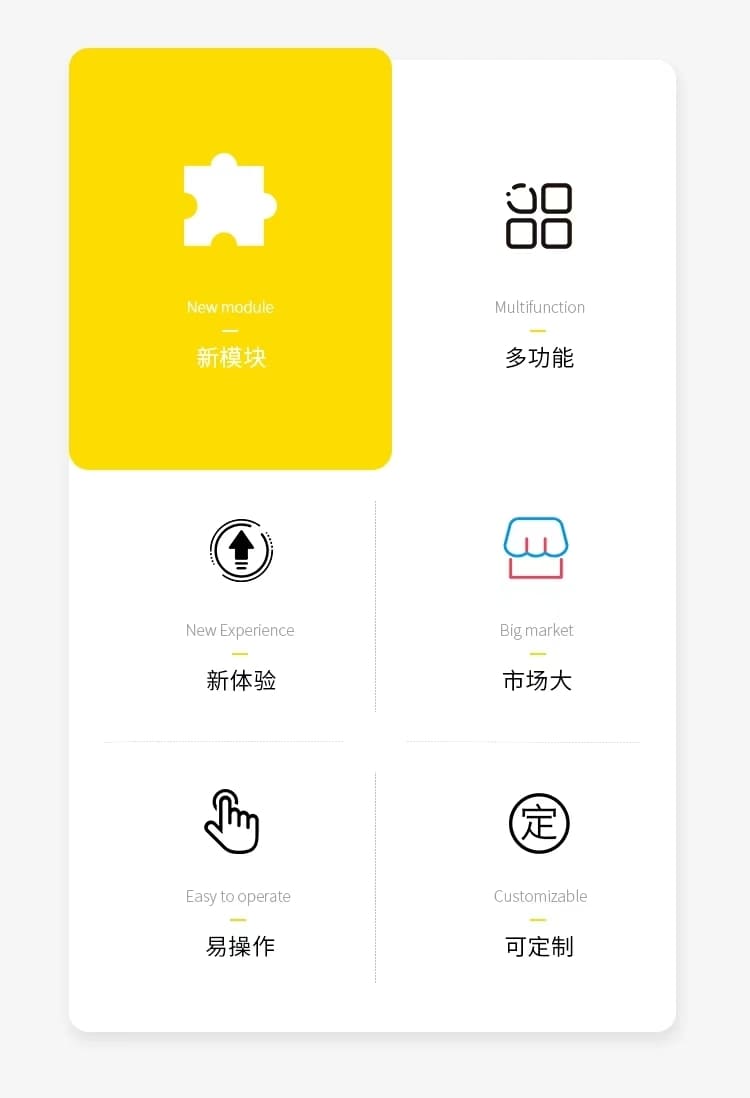 New module
新模块
Multifunction
多功能
New Experience
新体验
Big market
市场大
Easy to operate
易操作
定
Customizable
可定制